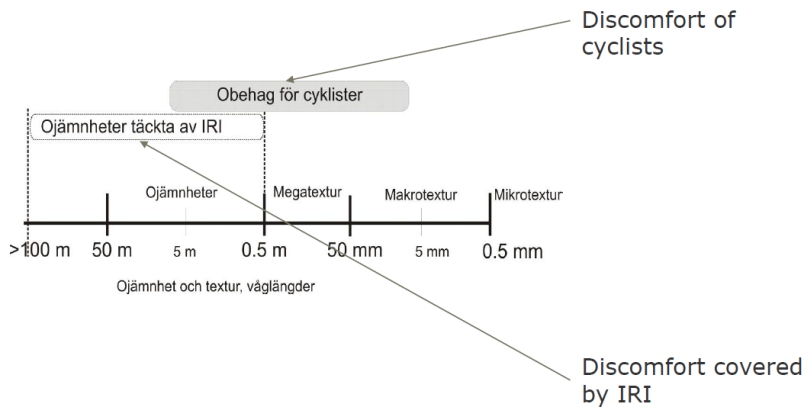 Discomfort of
cyclists
Obehag för cyklister
Ojämnheter täckta av IRI
Ojämnheter
Megatextur
Makrotextur
Mikrotextur
>100 m
50 m
5 m
0.5 m
50 mm
5 mm
0.5 mm
Ojämnhet och textur, våglängder
Discomfort covered
by IRI